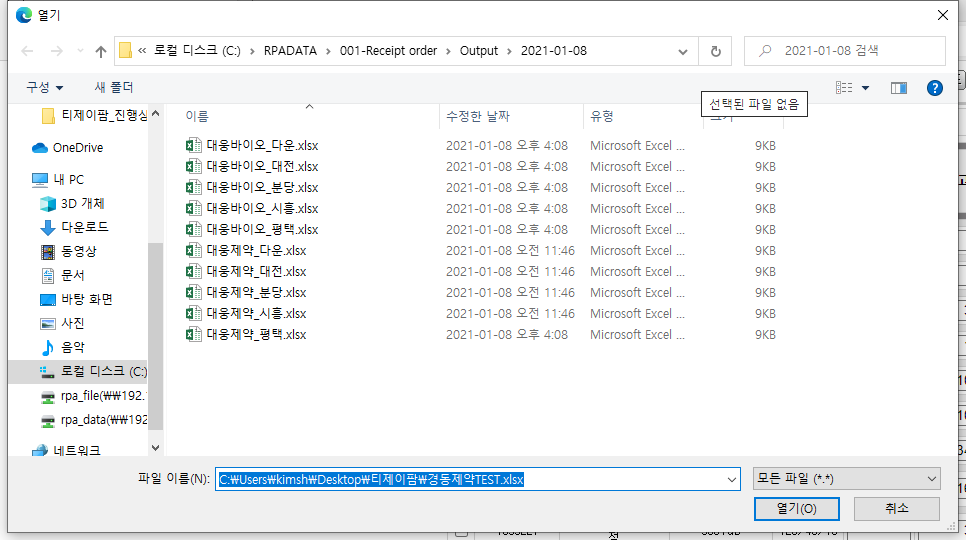 열기
« 로컬 디스크 (C:) › RPADATA › 001-Receipt order › Output › 2021-01-08
2021-01-08 검색
구성
새 폴더
선택된 파일 없음
이름
수정한 날짜
유형
티제이팜_진행상
OneDrive
내 PC
3D 개체
다운로드
동영상
문서
바탕 화면
사진
음악
로컬 디스크 (C:)
rpa_file(₩₩192.1
rpa_data(₩₩192
네트워크
대웅바이오_다운.xlsx 2021-01-08 오후 4:08 Microsoft Excel ... 9KB
대웅바이오_대전.xlsx 2021-01-08 오후 4:08 Microsoft Excel ... 9KB
대웅바이오_분당.xlsx 2021-01-08 오후 4:08 Microsoft Excel ... 9KB
대웅바이오_시흥.xlsx 2021-01-08 오후 4:08 Microsoft Excel ... 9KB
대웅바이오_평택.xlsx 2021-01-08 오후 4:08 Microsoft Excel ... 9KB
대웅제약_다운.xlsx 2021-01-08 오전 11:46 Microsoft Excel ... 9KB
대웅제약_대전.xlsx 2021-01-08 오전 11:46 Microsoft Excel ... 9KB
대웅제약_분당.xlsx 2021-01-08 오전 11:46 Microsoft Excel ... 9KB
대웅제약_시흥.xlsx 2021-01-08 오전 11:46 Microsoft Excel ... 9KB
대웅제약_평택.xlsx 2021-01-08 오후 4:08 Microsoft Excel ... 9KB
파일 이름(N):
C:₩Users₩kimsh₩Desktop₩티제이팜₩경동제약TEST.xlsx
모든 파일 (*.*)
열기(O)
취소